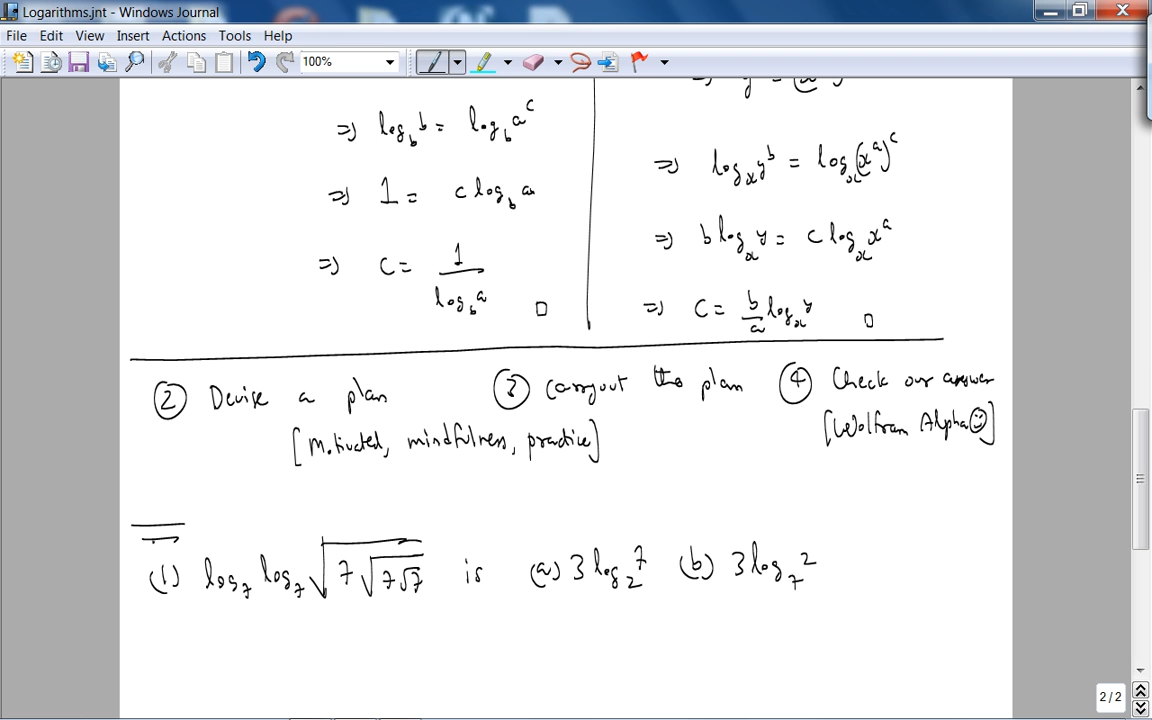 Logarithms.jnt - Windows Journal
File Edit View Insert Actions Tools Help
100%
⇒ log_b b = log_b a^c
⇒ 1 = c log_b a
⇒ c = 1 / log_b a □
⇒ log_x y^b = log_x (x^a)^c
⇒ b log_x y = c log_x x^a
⇒ c = b/a log_x y □
② Devise a plan ③ Carryout the plan ④ Check our answer
[Motivated, mindfulness, practice] [Wolfram Alpha☺]
(1) log_7 log_7 √(7√(7√7)) is (a) 3 log_2 7 (b) 3 log_7 2
2 / 2